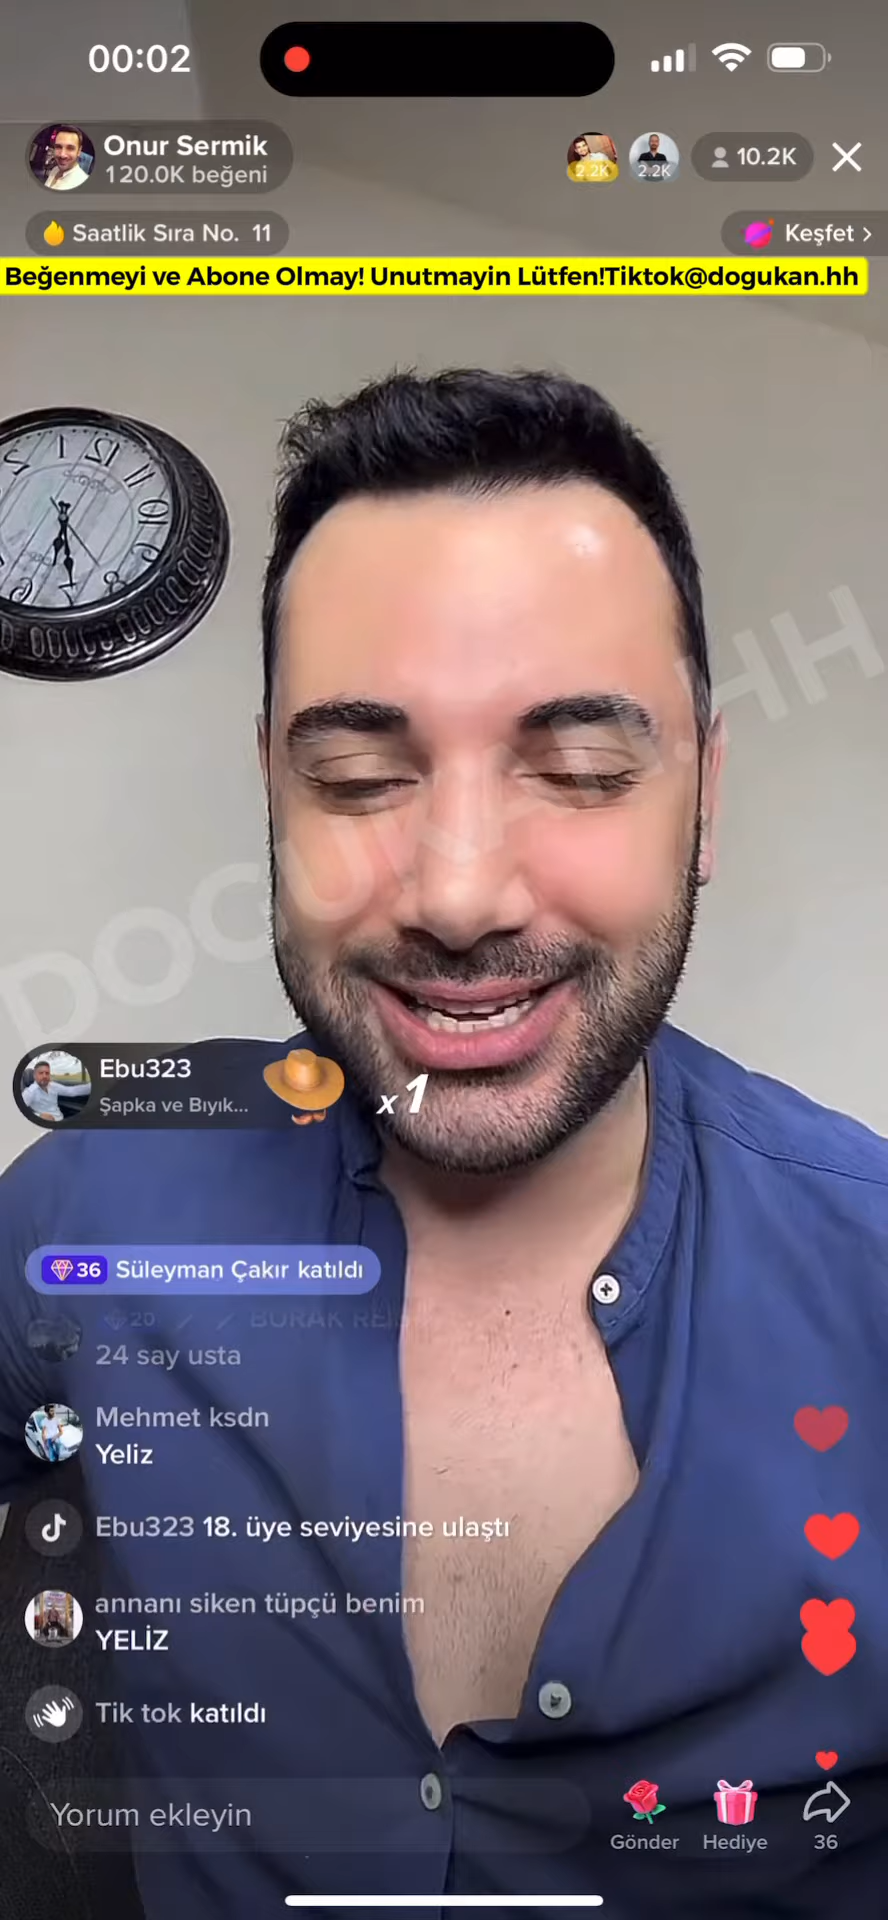 00:02
Onur Sermik
120.0K beğeni
2.2K
2.2K
10.2K
Saatlik Sıra No. 11
Keşfet >
Beğenmeyi ve Abone Olmay! Unutmayin Lütfen!Tiktok@dogukan.hh
Ebu323
Şapka ve Bıyık...
x1
36 Süleyman Çakır katıldı
20 BURAK RE
24 say usta
Mehmet ksdn
Yeliz
Ebu323 18. üye seviyesine ulaştı
annanı siken tüpçü benim
YELİZ
Tik tok katıldı
Yorum ekleyin
Gönder
Hediye
36